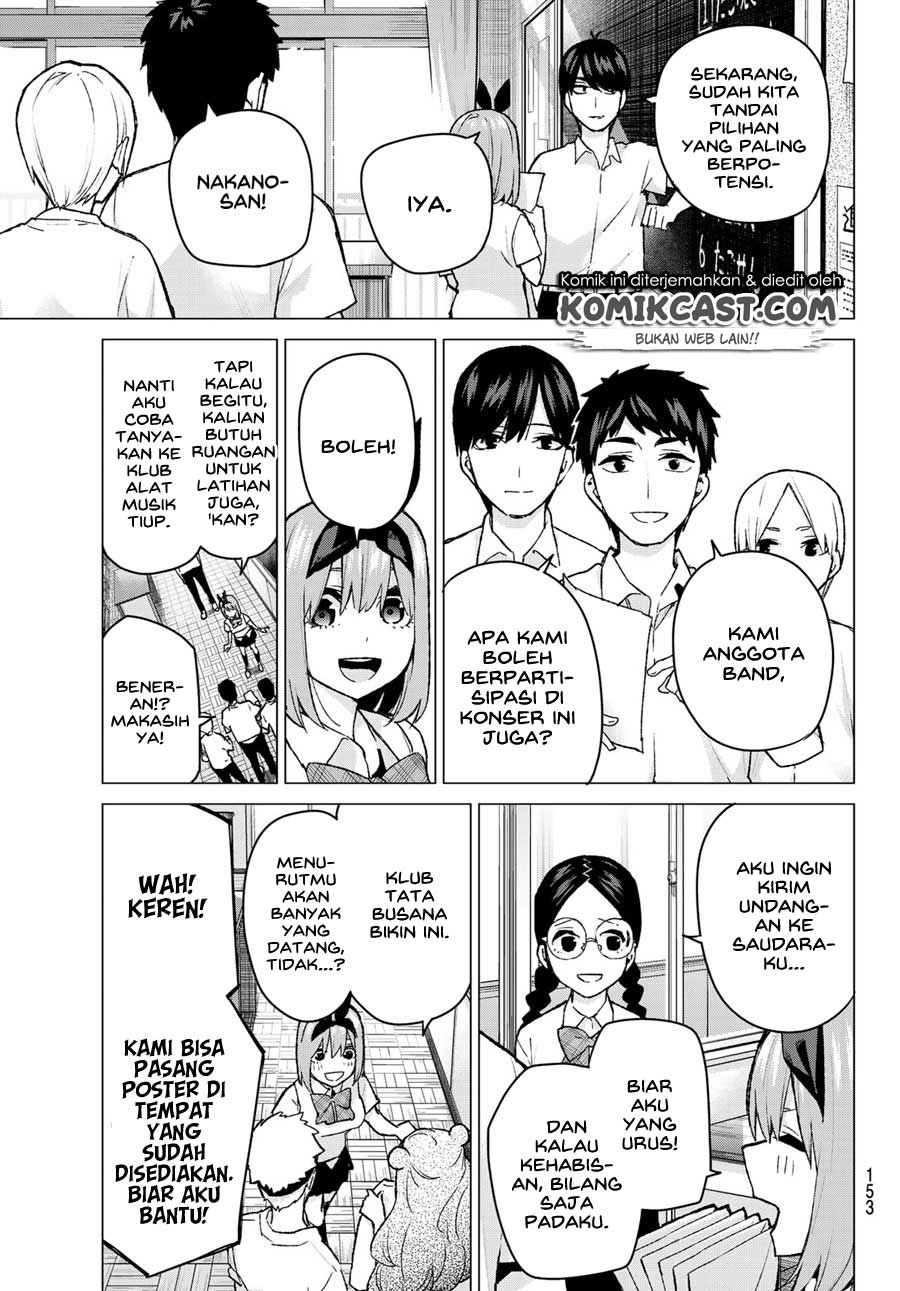 SEKARANG,
SUDAH KITA
TANDAI
PILIHAN
YANG PALING
BERPO-
TENSI.
IYA.
NAKANO-
SAN!
Komik ini diterjemahkan & diedit oleh
KOMIKCAST.COM
BUKAN WEB LAIN!!
KAMI
ANGGOTA
BAND,
APA KAMI
BOLEH
BERPARTI-
SIPASI DI
KONSER INI
JUGA?
BOLEH!
TAPI
KALAU
BEGITU,
KALIAN
BUTUH
RUANGAN
UNTUK
LATIHAN
JUGA,
'KAN?
NANTI
AKU
COBA
TANYA-
KAN KE
KLUB
ALAT
MUSIK
TIUP.
BENER-
AN!?
MAKASIH
YA!
AKU INGIN
KIRIM
UNDANG-
AN KE
SAUDARA-
KU...
BIAR
AKU
YANG
URUS!
DAN
KALAU
KEHABIS-
AN, BILANG
SAJA
PADAKU.
KLUB
TATA
BUSANA
BIKIN INI.
MENU-
RUTMU
AKAN
BANYAK
YANG
DATANG,
TIDAK...?
WAH!
KEREN!
KAMI BISA
PASANG
POSTER DI
TEMPAT
YANG
SUDAH
DISEDIAKAN.
BIAR AKU
BANTU!
153